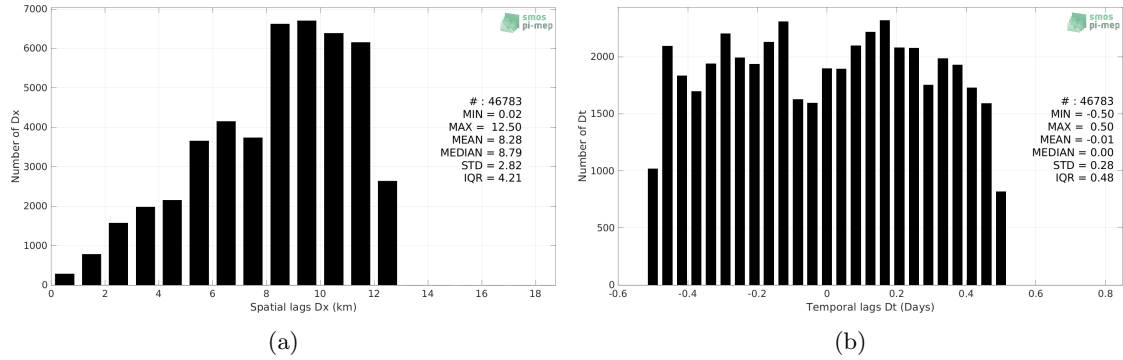 7000
6000
5000
4000
3000
2000
1000
0
Number of Dx
0 2 4 6 8 10 12 14 16 18
Spatial lags Dx (km)
smos
pi-mep
# : 46783
MIN = 0.02
MAX = 12.50
MEAN = 8.28
MEDIAN = 8.79
STD = 2.82
IQR = 4.21
(a)
2000
1500
1000
500
0
Number of Dt
-0.6 -0.4 -0.2 0 0.2 0.4 0.6 0.8
Temporal lags Dt (Days)
smos
pi-mep
# : 46783
MIN = -0.50
MAX = 0.50
MEAN = -0.01
MEDIAN = 0.00
STD = 0.28
IQR = 0.48
(b)